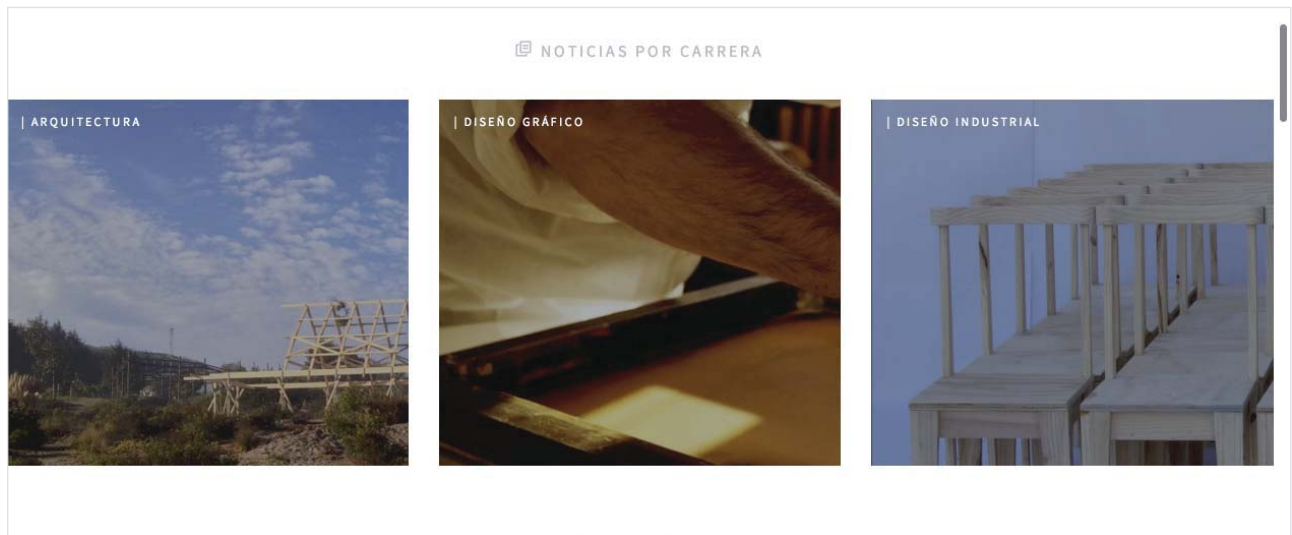 NOTICIAS POR CARRERA
| ARQUITECTURA
| DISEÑO GRÁFICO
| DISEÑO INDUSTRIAL